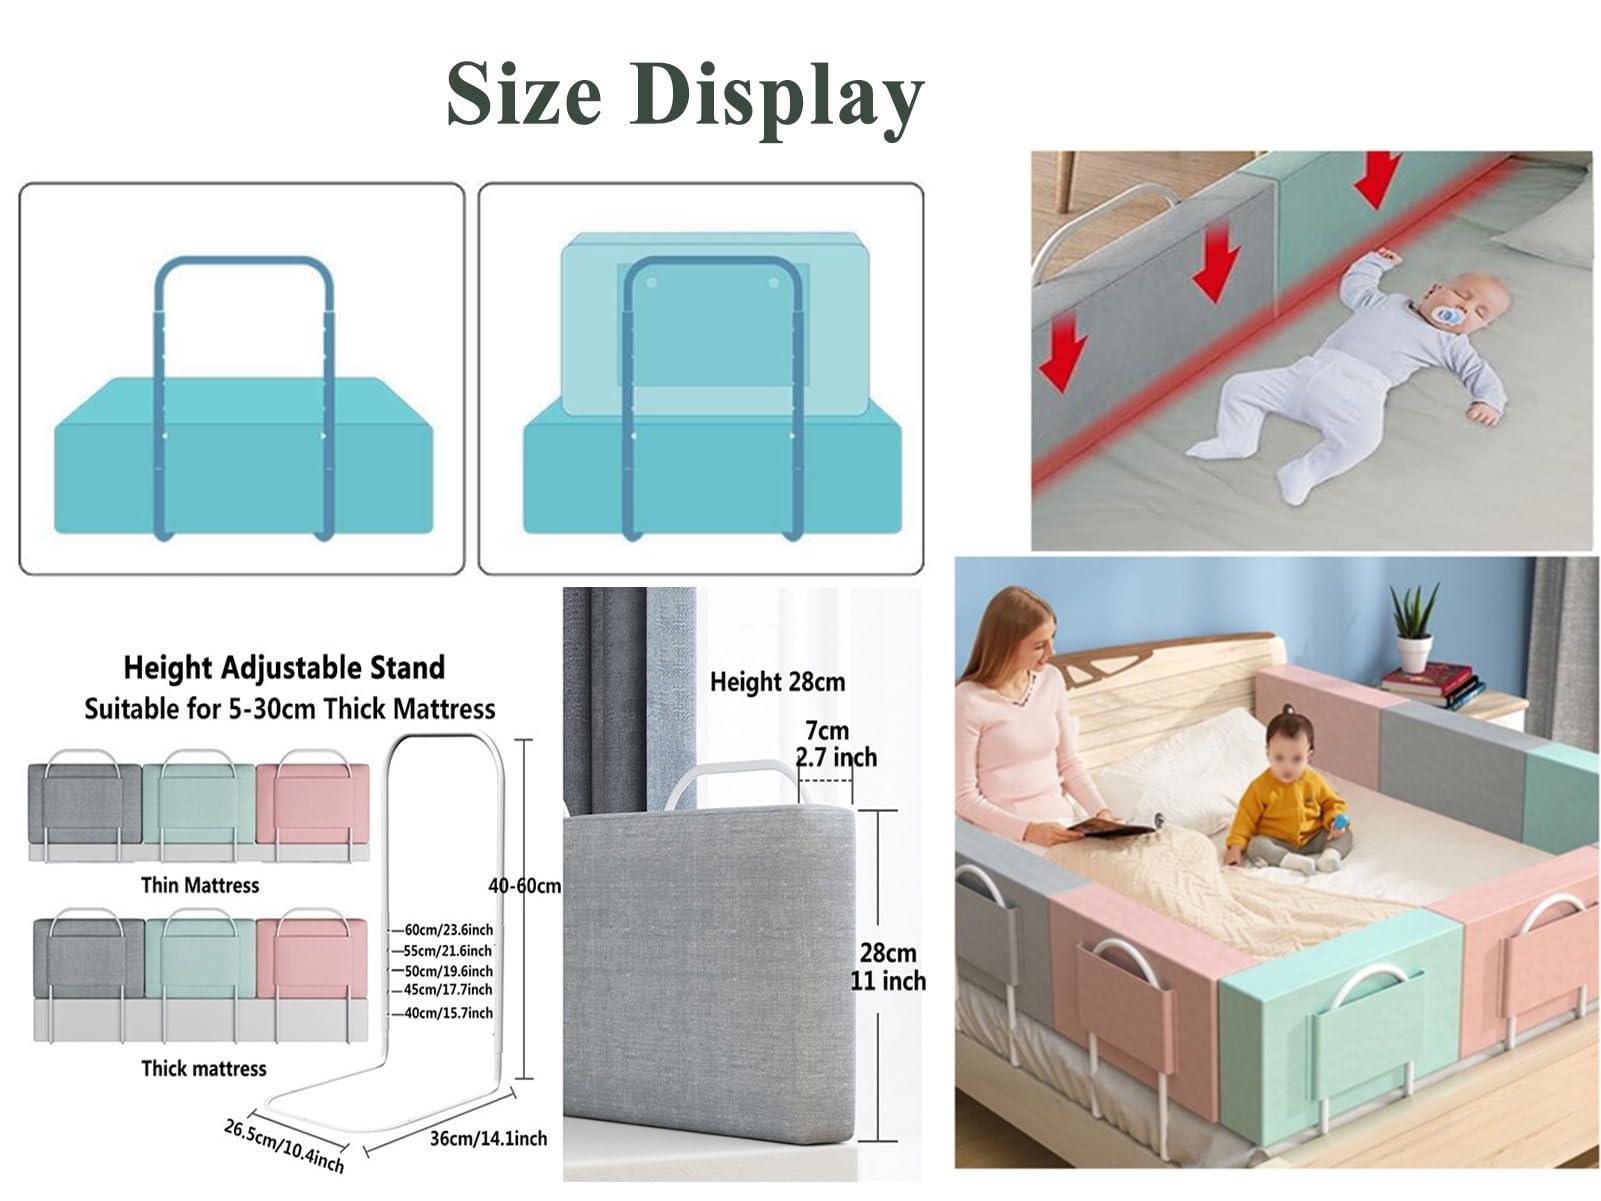 Size Display
Height Adjustable Stand
Suitable for 5-30cm Thick Mattress
Thin Mattress
Thick mattress
40-60cm
60cm/23.6inch
55cm/21.6inch
50cm/19.6inch
45cm/17.7inch
40cm/15.7inch
26.5cm/10.4inch
36cm/14.1inch
Height 28cm
7cm
2.7 inch
28cm
11 inch